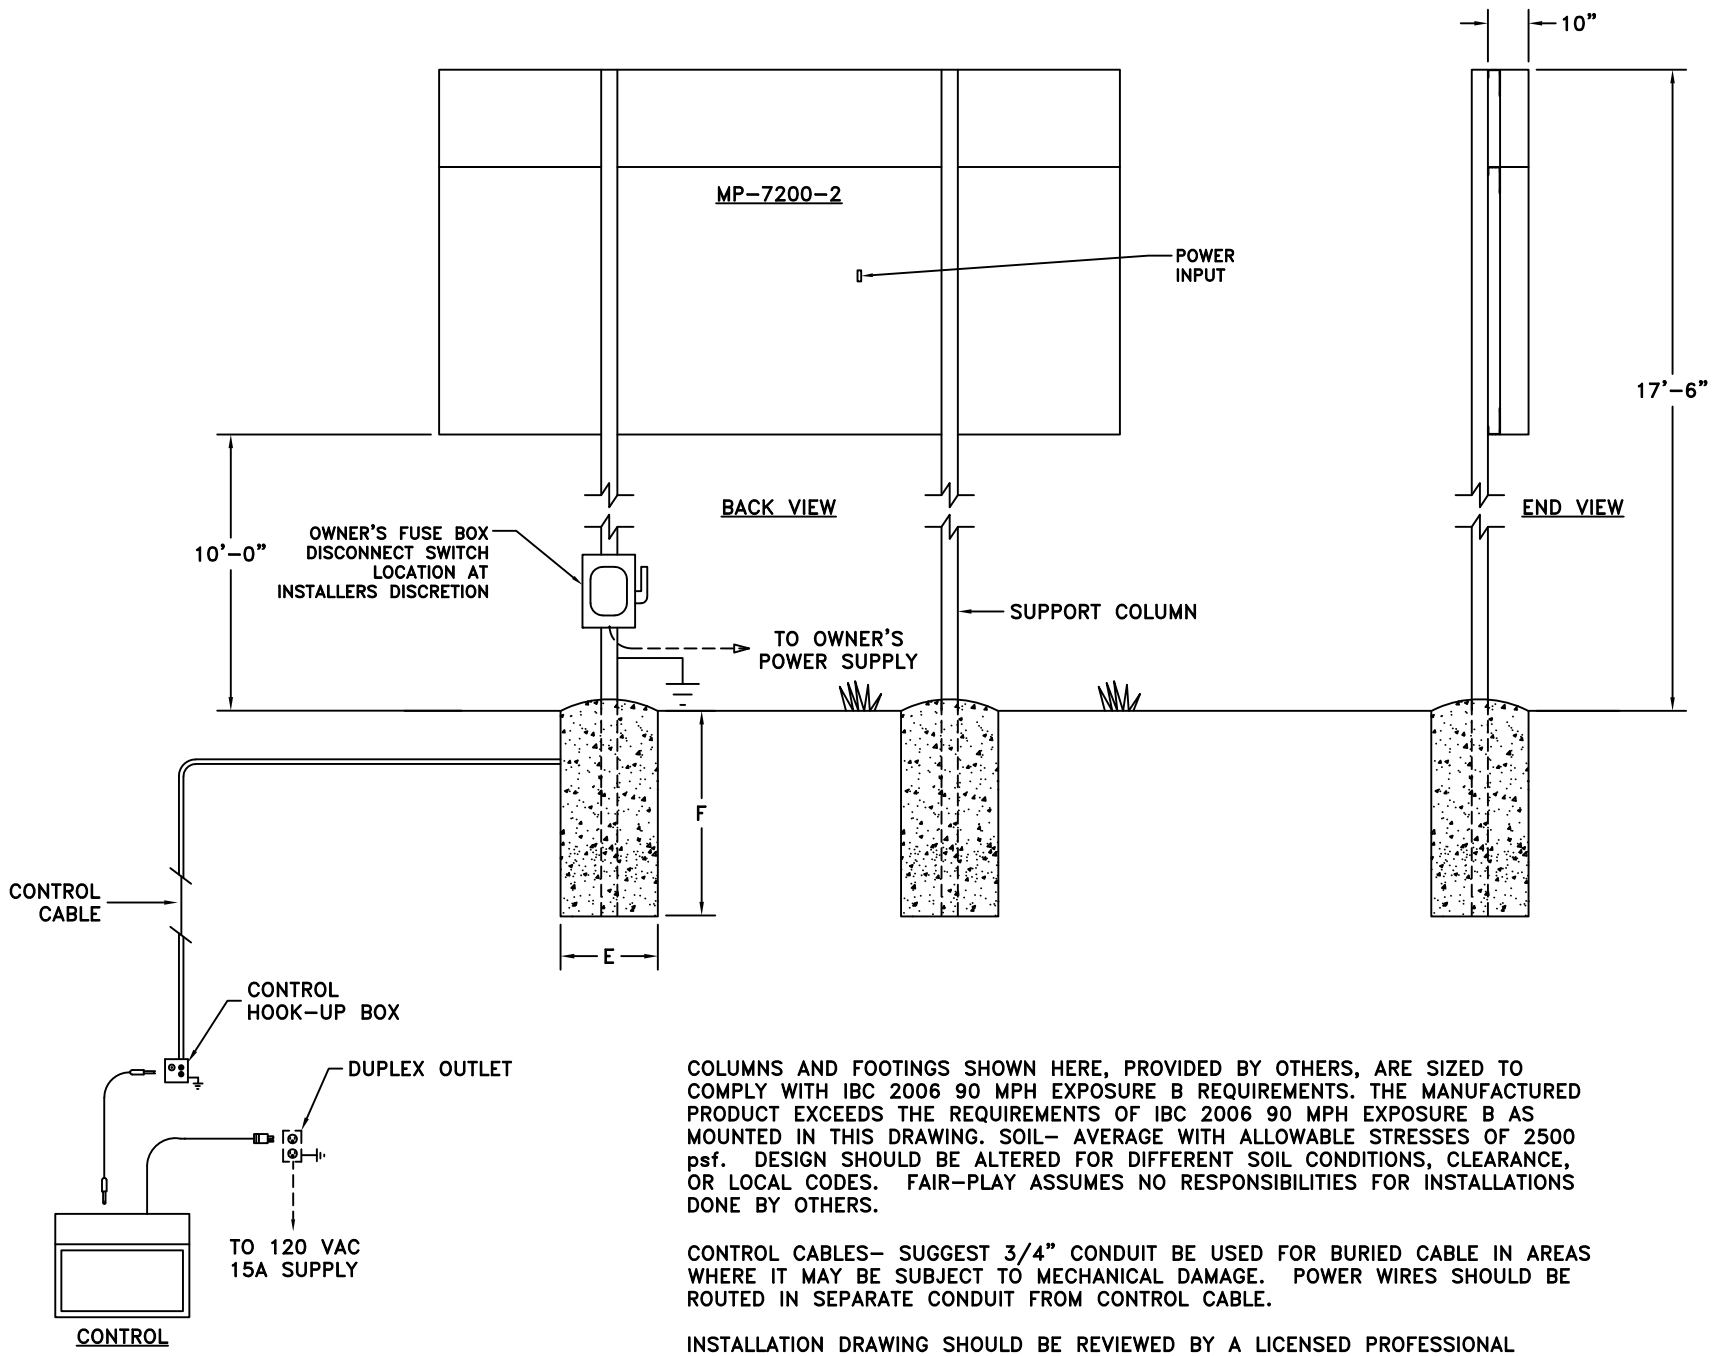 10"
MP-7200-2
POWER
INPUT
17'-6"
BACK VIEW
END VIEW
OWNER'S FUSE BOX
DISCONNECT SWITCH
LOCATION AT
INSTALLERS DISCRETION
10'-0"
SUPPORT COLUMN
TO OWNER'S
POWER SUPPLY
F
CONTROL
CABLE
E
CONTROL
HOOK-UP BOX
DUPLEX OUTLET
TO 120 VAC
15A SUPPLY
CONTROL
COLUMNS AND FOOTINGS SHOWN HERE, PROVIDED BY OTHERS, ARE SIZED TO
COMPLY WITH IBC 2006 90 MPH EXPOSURE B REQUIREMENTS. THE MANUFACTURED
PRODUCT EXCEEDS THE REQUIREMENTS OF IBC 2006 90 MPH EXPOSURE B AS
MOUNTED IN THIS DRAWING. SOIL- AVERAGE WITH ALLOWABLE STRESSES OF 2500
psf. DESIGN SHOULD BE ALTERED FOR DIFFERENT SOIL CONDITIONS, CLEARANCE,
OR LOCAL CODES. FAIR-PLAY ASSUMES NO RESPONSIBILITIES FOR INSTALLATIONS
DONE BY OTHERS.
CONTROL CABLES- SUGGEST 3/4" CONDUIT BE USED FOR BURIED CABLE IN AREAS
WHERE IT MAY BE SUBJECT TO MECHANICAL DAMAGE. POWER WIRES SHOULD BE
ROUTED IN SEPARATE CONDUIT FROM CONTROL CABLE.
INSTALLATION DRAWING SHOULD BE REVIEWED BY A LICENSED PROFESSIONAL